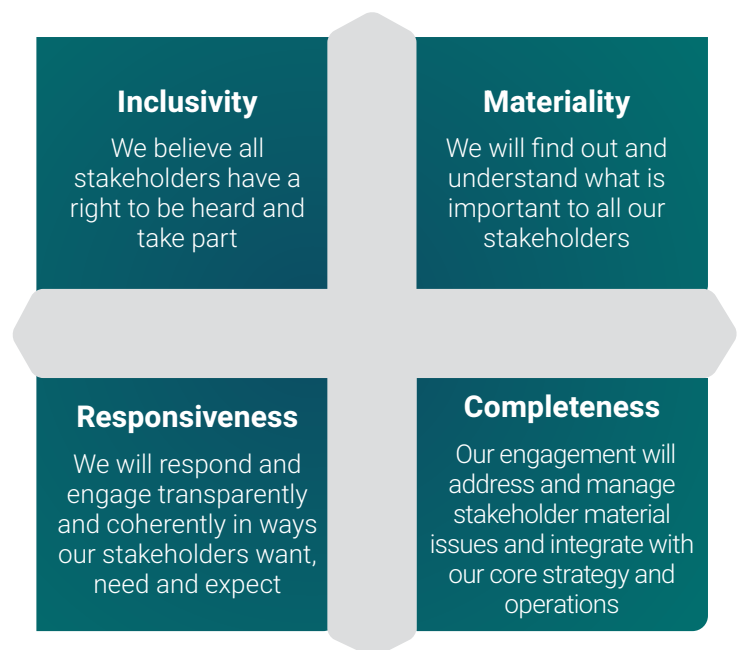 Inclusivity
We believe all
stakeholders have a
right to be heard and
take part
Materiality
We will find out and
understand what is
important to all our
stakeholders
Responsiveness
We will respond and
engage transparently
and coherently in ways
our stakeholders want,
need and expect
Completeness
Our engagement will
address and manage
stakeholder material
issues and integrate with
our core strategy and
operations